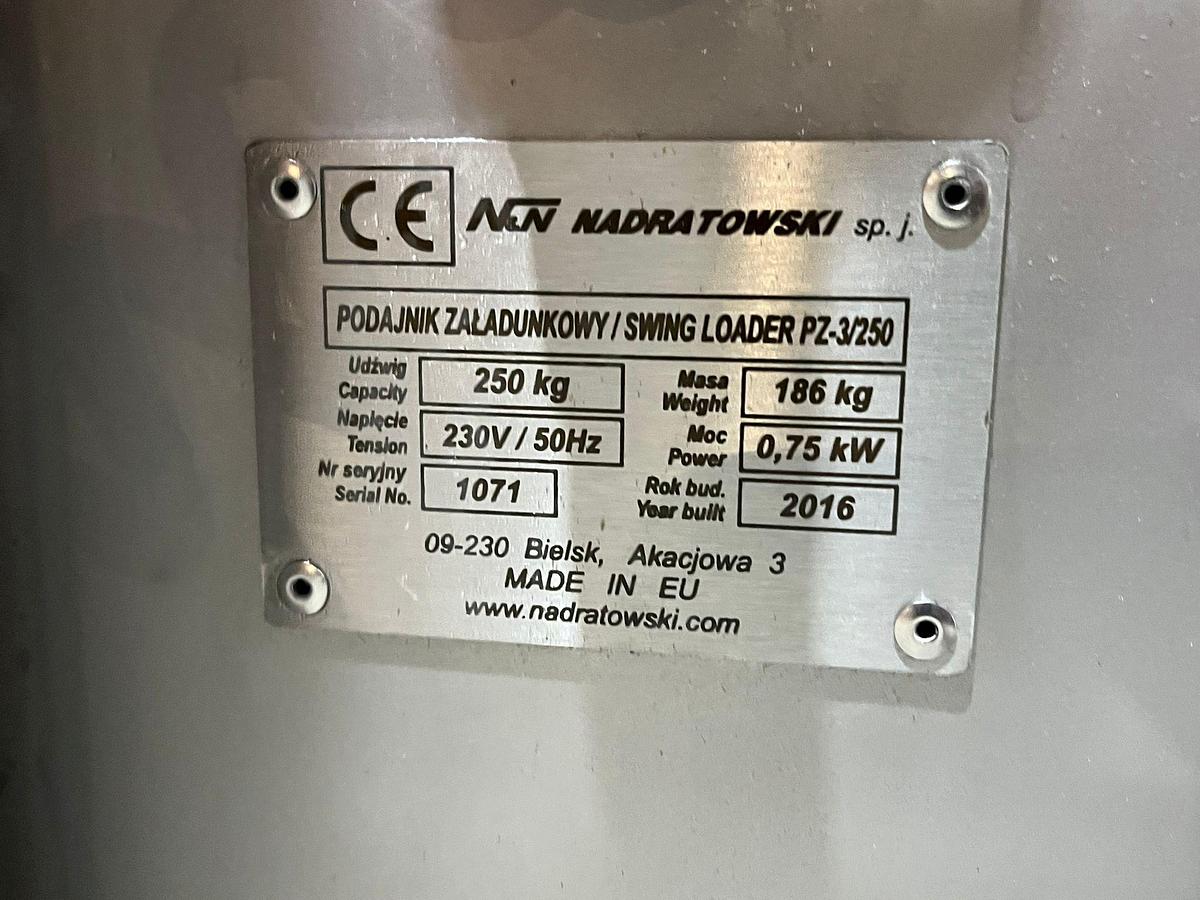 CE N&N NADRATOWSKI sp. j.
PODAJNIK ZAŁADUNKOWY / SWING LOADER PZ-3/250
Udźwig
Capacity 250 kg
Masa
Weight 186 kg
Napięcie
Tension 230V / 50Hz
Moc
Power 0,75 kW
Nr seryjny
Serial No. 1071
Rok bud.
Year built 2016
09-230 Bielsk, Akacjowa 3
MADE IN EU
www.nadratowski.com